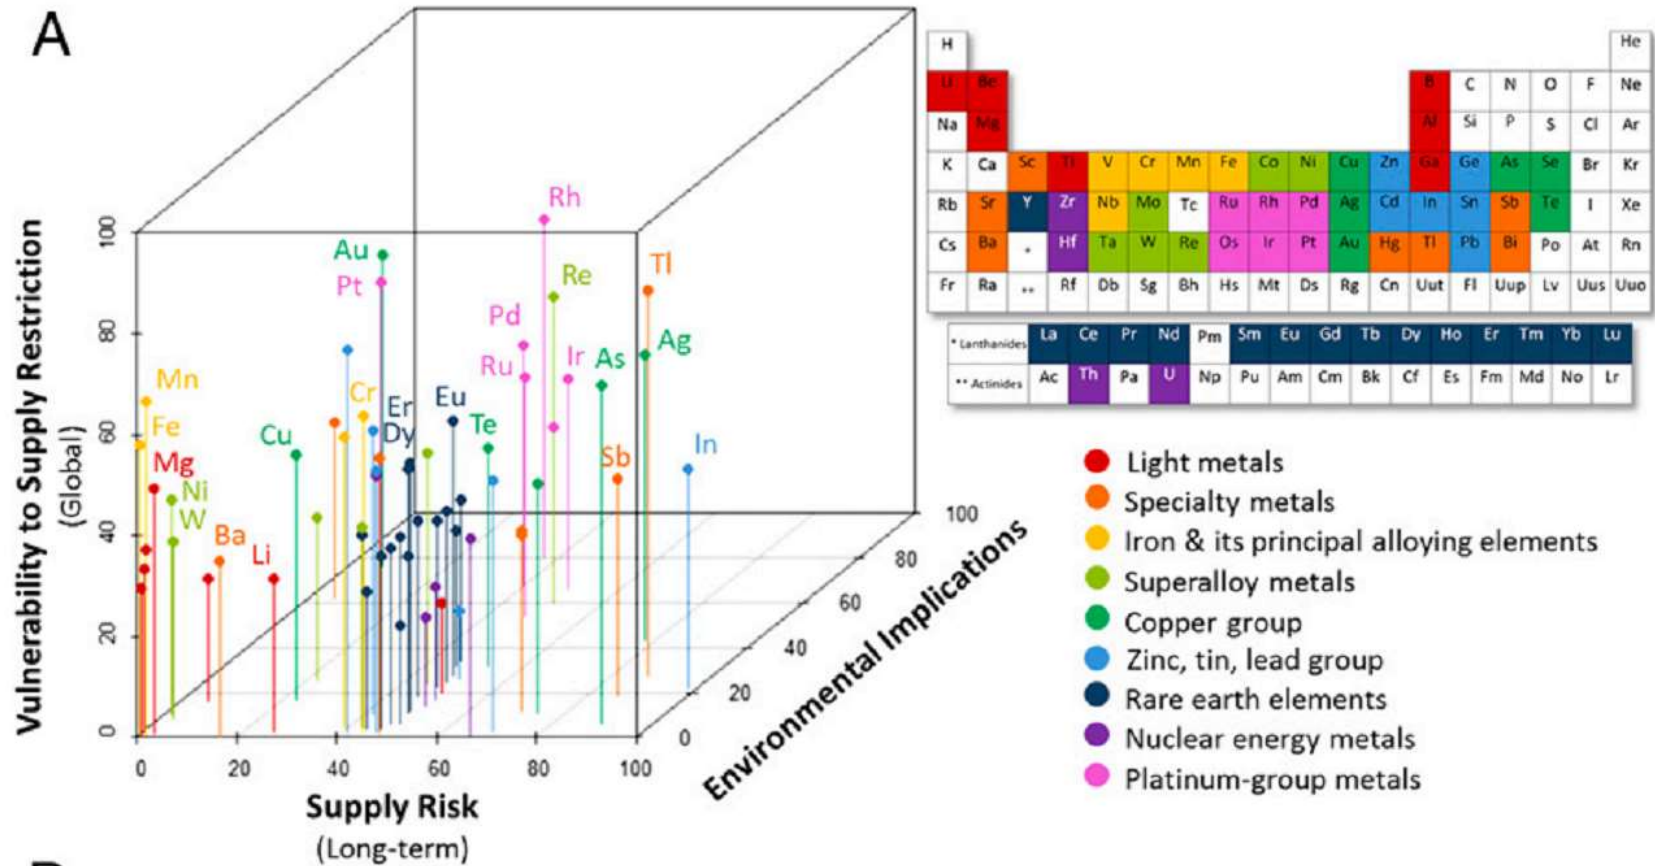 A
Vulnerability to Supply Restriction
(Global)
100
80
60
40
20
0
0 20 40 60 80 100
Supply Risk
(Long-term)
0
20
40
60
80
100
Environmental Implications
Rh
Au
Pt
Re
Tl
Pd
Ru
Ir
As
Ag
Mn
Fe
Mg
Ni
W
Ba
Li
Cu
Cr
Er
Dy
Eu
Te
Sb
In
H He
Li Be B C N O F Ne
Na Mg Al Si P S Cl Ar
K Ca Sc Ti V Cr Mn Fe Co Ni Cu Zn Ga Ge As Se Br Kr
Rb Sr Y Zr Nb Mo Tc Ru Rh Pd Ag Cd In Sn Sb Te I Xe
Cs Ba * Hf Ta W Re Os Ir Pt Au Hg Tl Pb Bi Po At Rn
Fr Ra ** Rf Db Sg Bh Hs Mt Ds Rg Cn Uut Fl Uup Lv Uus Uuo
* Lanthanides La Ce Pr Nd Pm Sm Eu Gd Tb Dy Ho Er Tm Yb Lu
** Actinides Ac Th Pa U Np Pu Am Cm Bk Cf Es Fm Md No Lr
Light metals
Specialty metals
Iron & its principal alloying elements
Superalloy metals
Copper group
Zinc, tin, lead group
Rare earth elements
Nuclear energy metals
Platinum-group metals